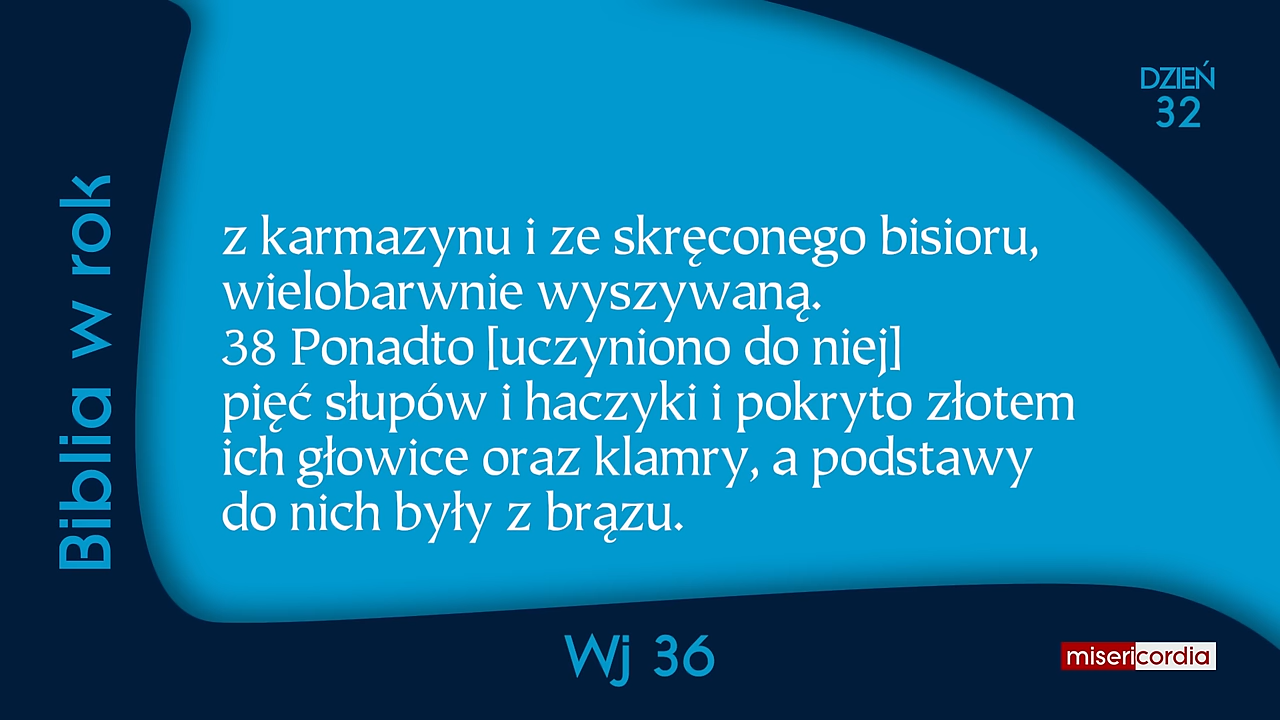 DZIEŃ
32
Biblia w rok
z karmazynu i ze skręconego bisioru,
wielobarwnie wyszywaną.
38 Ponadto [uczyniono do niej]
pięć słupów i haczyki i pokryto złotem
ich głowice oraz klamry, a podstawy
do nich były z brązu.
Wj 36
misericordia